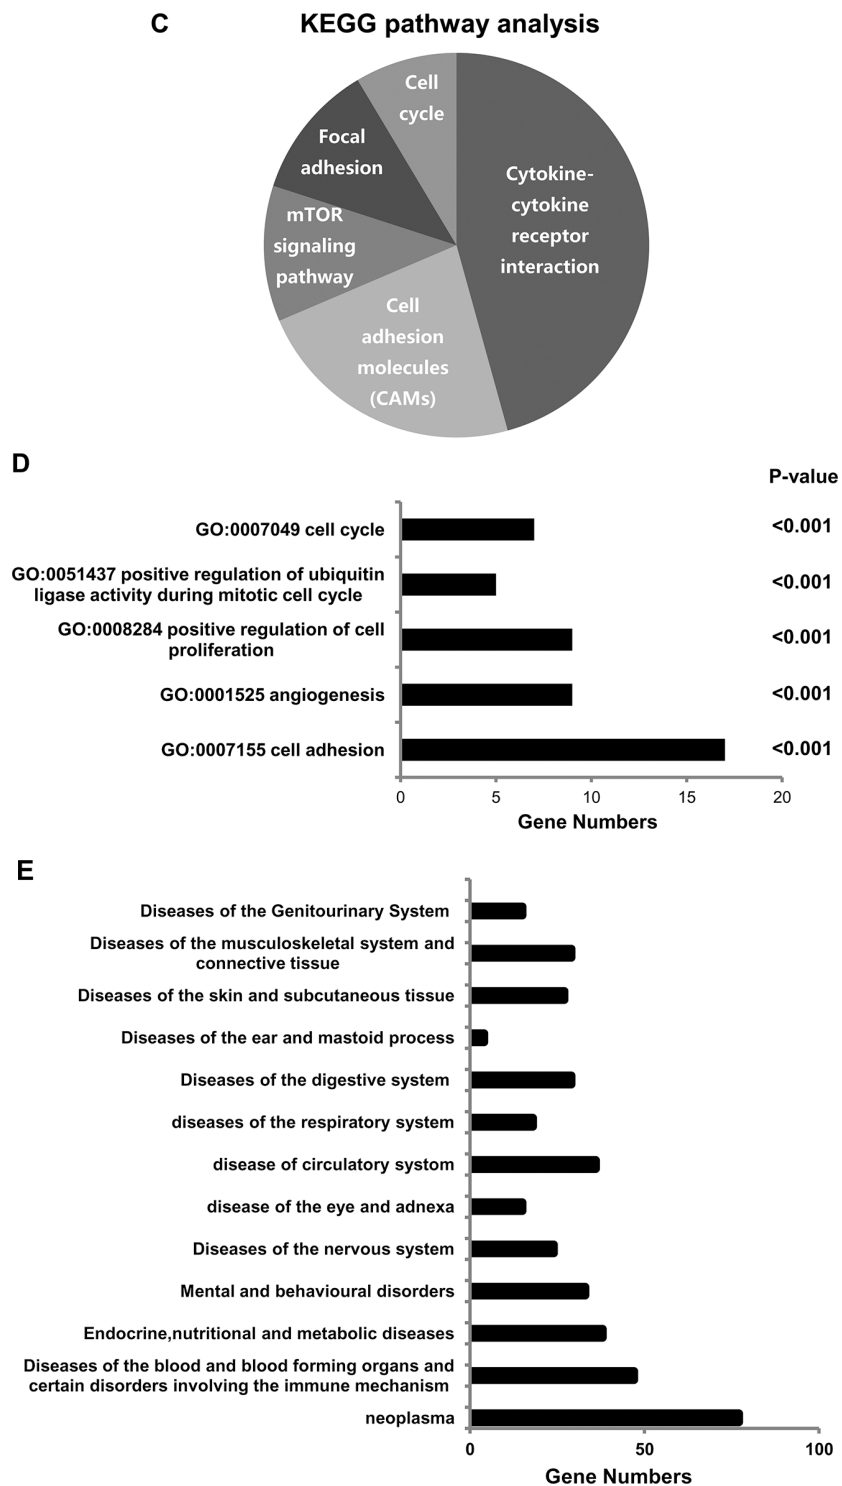 C
KEGG pathway analysis
Cell
cycle
Focal
adhesion
Cytokine-
cytokine
receptor
interaction
mTOR
signaling
pathway
Cell
adhesion
molecules
(CAMs)
D
P-value
GO:0007049 cell cycle
<0.001
GO:0051437 positive regulation of ubiquitin
ligase activity during mitotic cell cycle
<0.001
GO:0008284 positive regulation of cell
proliferation
<0.001
GO:0001525 angiogenesis
<0.001
GO:0007155 cell adhesion
<0.001
0 5 10 15 20
Gene Numbers
E
Diseases of the Genitourinary System
Diseases of the musculoskeletal system and
connective tissue
Diseases of the skin and subcutaneous tissue
Diseases of the ear and mastoid process
Diseases of the digestive system
diseases of the respiratory system
disease of circulatory systom
disease of the eye and adnexa
Diseases of the nervous system
Mental and behavioural disorders
Endocrine,nutritional and metabolic diseases
Diseases of the blood and blood forming organs and
certain disorders involving the immune mechanism
neoplasma
0 50 100
Gene Numbers